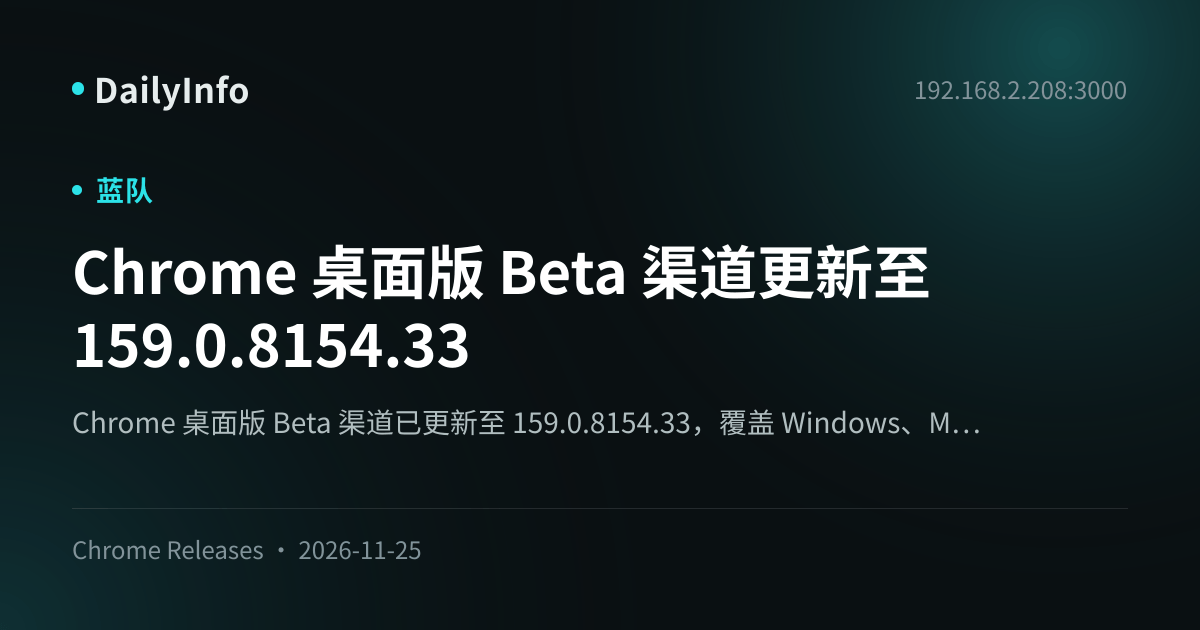 DailyInfo
192.168.2.208:3000
蓝队
Chrome 桌面版 Beta 渠道更新至
159.0.8154.33
Chrome 桌面版 Beta 渠道已更新至 159.0.8154.33，覆盖 Windows、M…
Chrome Releases · 2026-11-25